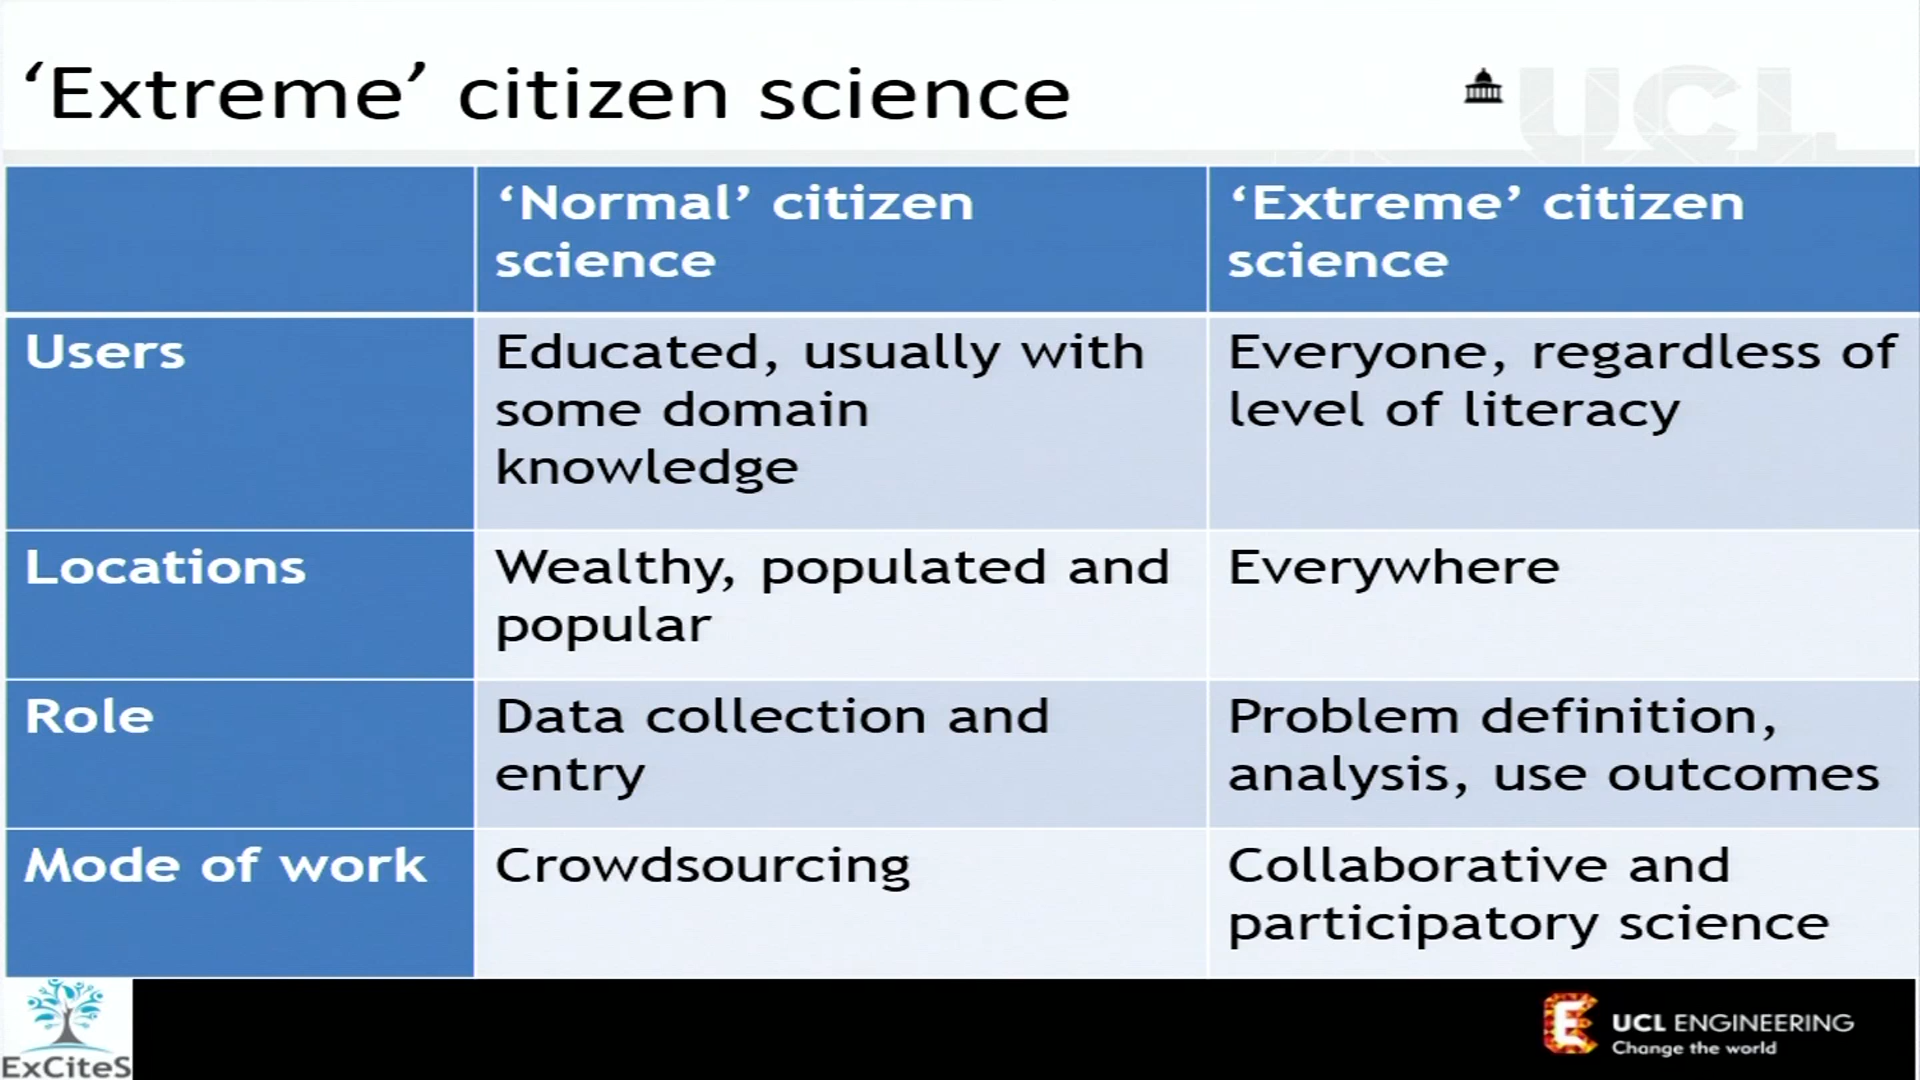 ‘Extreme’ citizen science
UCL
‘Normal’ citizen
science
‘Extreme’ citizen
science
Users
Educated, usually with
some domain
knowledge
Everyone, regardless of
level of literacy
Locations
Wealthy, populated and
popular
Everywhere
Role
Data collection and
entry
Problem definition,
analysis, use outcomes
Mode of work
Crowdsourcing
Collaborative and
participatory science
ExCiteS
UCL ENGINEERING
Change the world